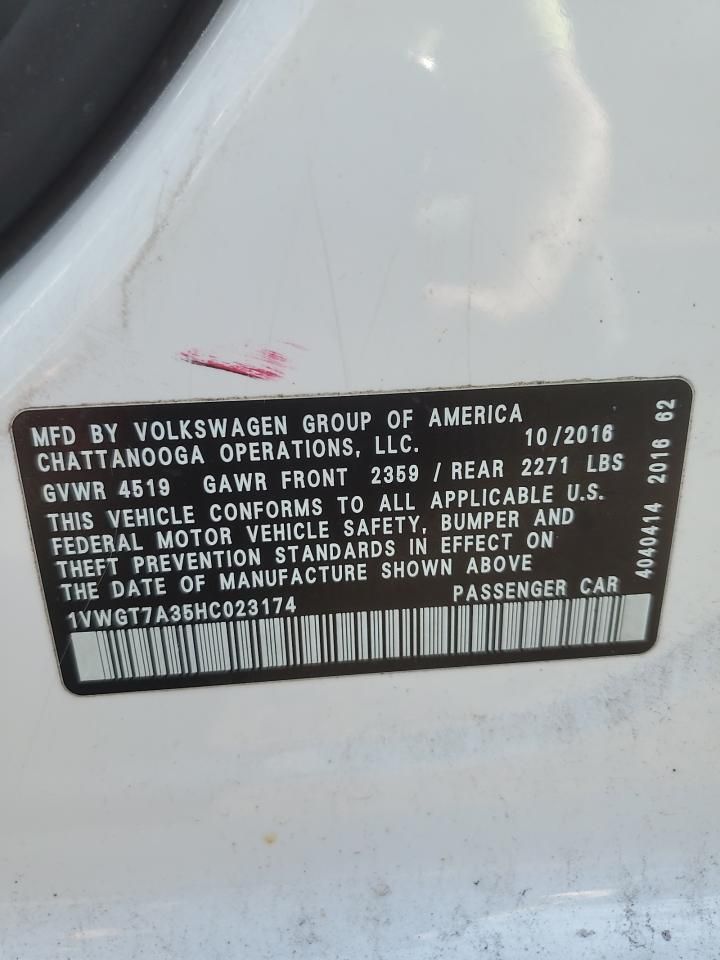 MFD BY VOLKSWAGEN GROUP OF AMERICA
CHATTANOOGA OPERATIONS, LLC. 10/2016
GVWR 4519 GAWR FRONT 2359 / REAR 2271 LBS
THIS VEHICLE CONFORMS TO ALL APPLICABLE U.S.
FEDERAL MOTOR VEHICLE SAFETY, BUMPER AND
THEFT PREVENTION STANDARDS IN EFFECT ON
THE DATE OF MANUFACTURE SHOWN ABOVE
1VWGT7A35HC023174 PASSENGER CAR
4040414 2016 62